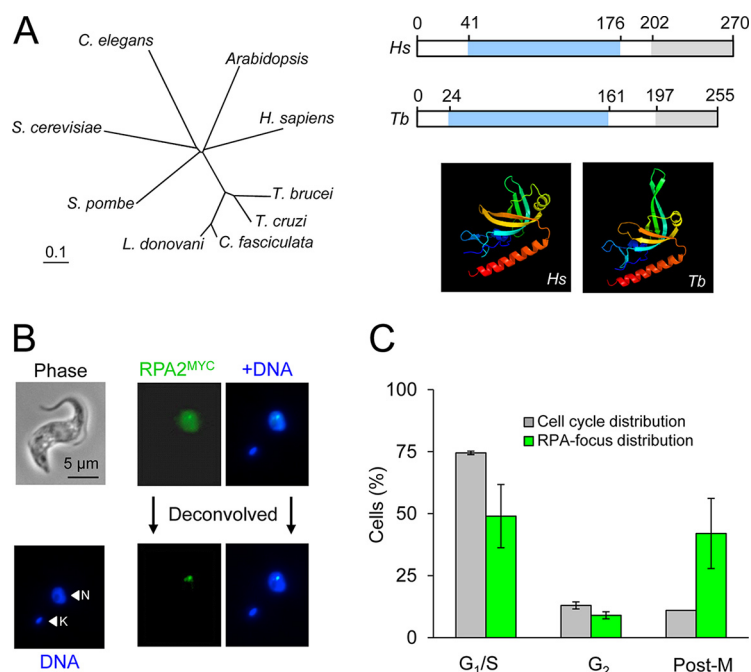 A
C. elegans
Arabidopsis
S. cerevisiae
H. sapiens
S. pombe
T. brucei
T. cruzi
L. donovani
C. fasciculata
0.1
0 41 176 202 270
Hs
0 24 161 197 255
Tb
Hs Tb
B
Phase RPA2MYC +DNA
5 µm
Deconvolved
N
K
DNA
C
100
75
50
25
0
Cells (%)
Cell cycle distribution
RPA-focus distribution
G1/S G2 Post-M